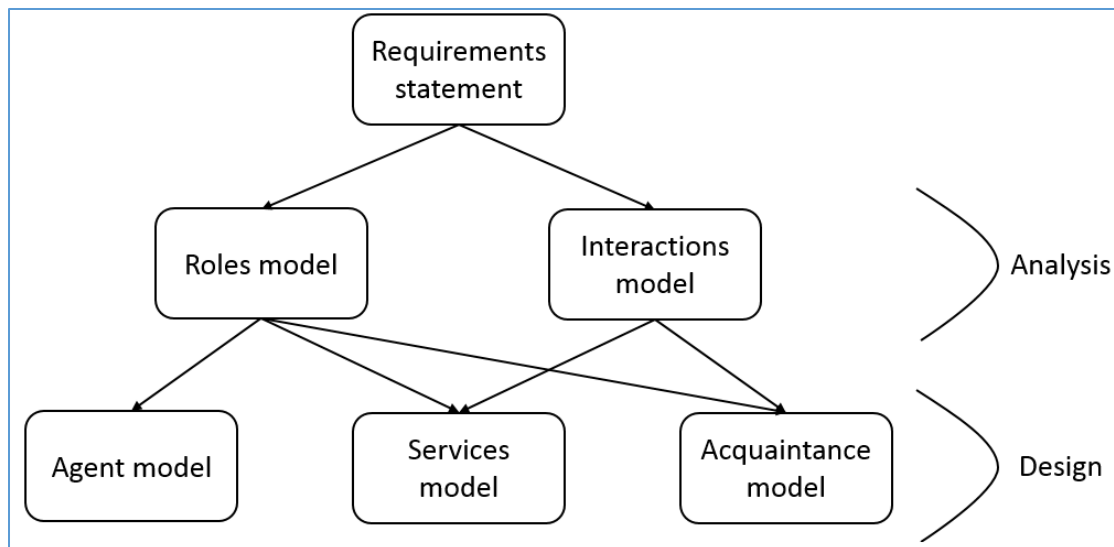 Requirements
statement
Roles model
Interactions
model
Analysis
Agent model
Services
model
Acquaintance
model
Design